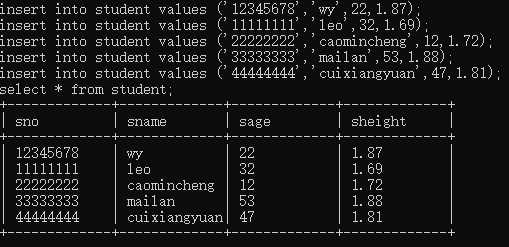 insert into student values ('12345678','wy',22,1.87);
insert into student values ('11111111','leo',32,1.69);
insert into student values ('22222222','caomincheng',12,1.72);
insert into student values ('33333333','mailan',53,1.88);
insert into student values ('44444444','cuixiangyuan',47,1.81);
select * from student;
sno | sname | sage | sheight
12345678 | wy | 22 | 1.87
11111111 | leo | 32 | 1.69
22222222 | caomincheng | 12 | 1.72
33333333 | mailan | 53 | 1.88
44444444 | cuixiangyuan | 47 | 1.81